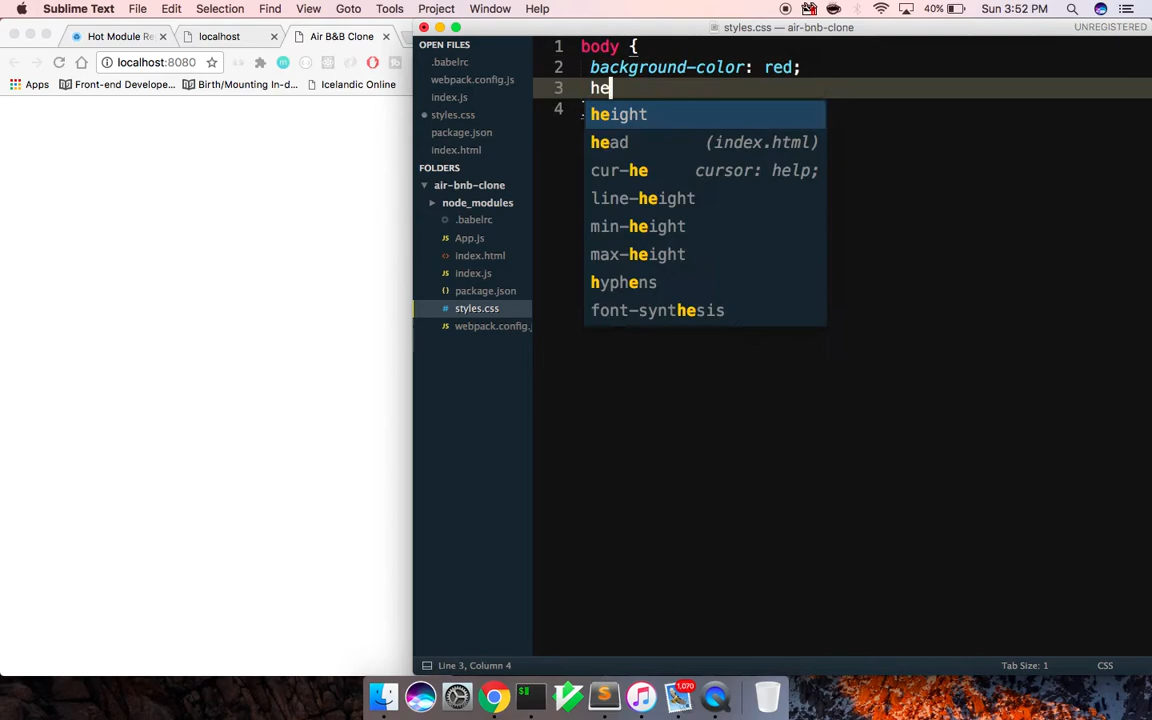 Sublime Text File Edit Selection Find View Goto Tools Project Window Help 40% Sun 3:52 PM
Hot Module Re
localhost
Air B&B Clone
localhost:8080
Apps Front-end Develope... Birth/Mounting In-d... Icelandic Online
styles.css — air-bnb-clone UNREGISTERED
OPEN FILES
.babelrc
webpack.config.js
index.js
styles.css
package.json
index.html
FOLDERS
air-bnb-clone
node_modules
.babelrc
JS App.js
<> index.html
JS index.js
{} package.json
# styles.css
JS webpack.config.j
1 body {
2 background-color: red;
3 he
4
height
head (index.html)
cur-he cursor: help;
line-height
min-height
max-height
hyphens
font-synthesis
Line 3, Column 4 Tab Size: 1 CSS
$
S
1,070